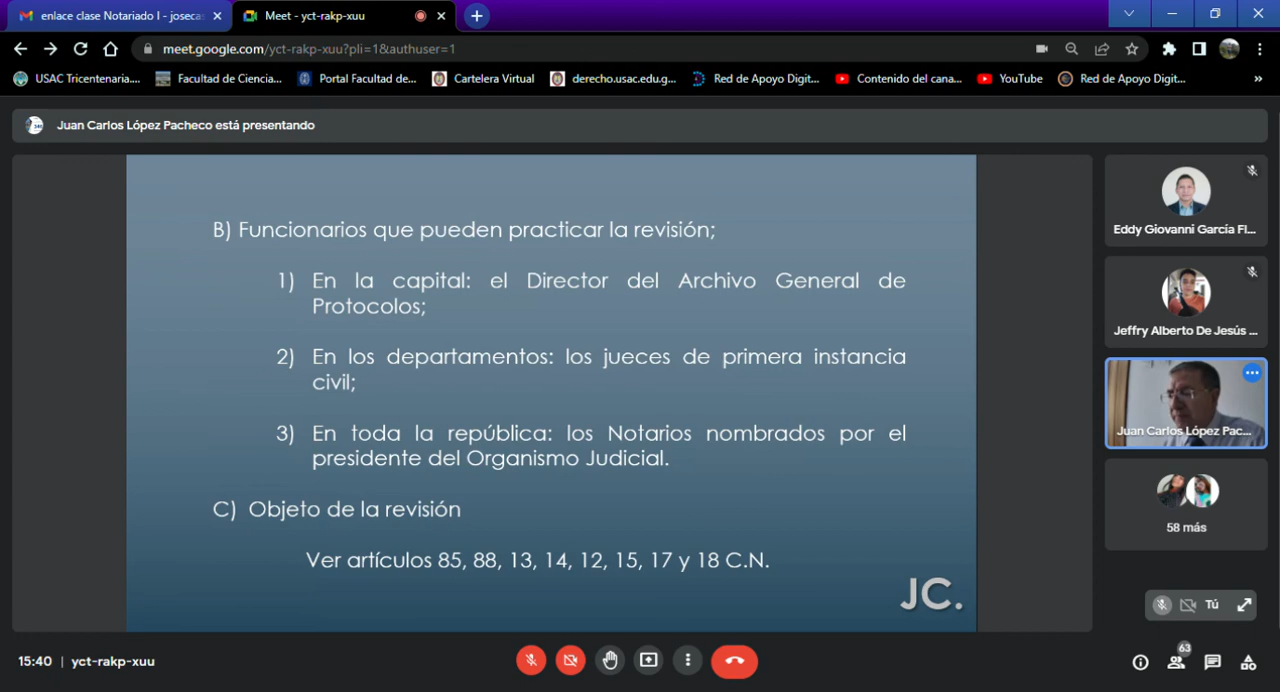 enlace clase Notariado I - joseca
Meet - yct-rakp-xuu
meet.google.com/yct-rakp-xuu?pli=1&authuser=1
USAC Tricentenaria....
Facultad de Ciencia...
Portal Facultad de...
Cartelera Virtual
derecho.usac.edu.g...
Red de Apoyo Digit...
Contenido del cana...
YouTube
Red de Apoyo Digit...
Juan Carlos López Pacheco está presentando
B) Funcionarios que pueden practicar la revisión;
1) En la capital: el Director del Archivo General de
Protocolos;
2) En los departamentos: los jueces de primera instancia
civil;
3) En toda la república: los Notarios nombrados por el
presidente del Organismo Judicial.
C) Objeto de la revisión
Ver artículos 85, 88, 13, 14, 12, 15, 17 y 18 C.N.
JC.
Eddy Giovanni García Fl...
Jeffry Alberto De Jesús ...
Juan Carlos López Pac...
58 más
Tú
15:40 | yct-rakp-xuu
63